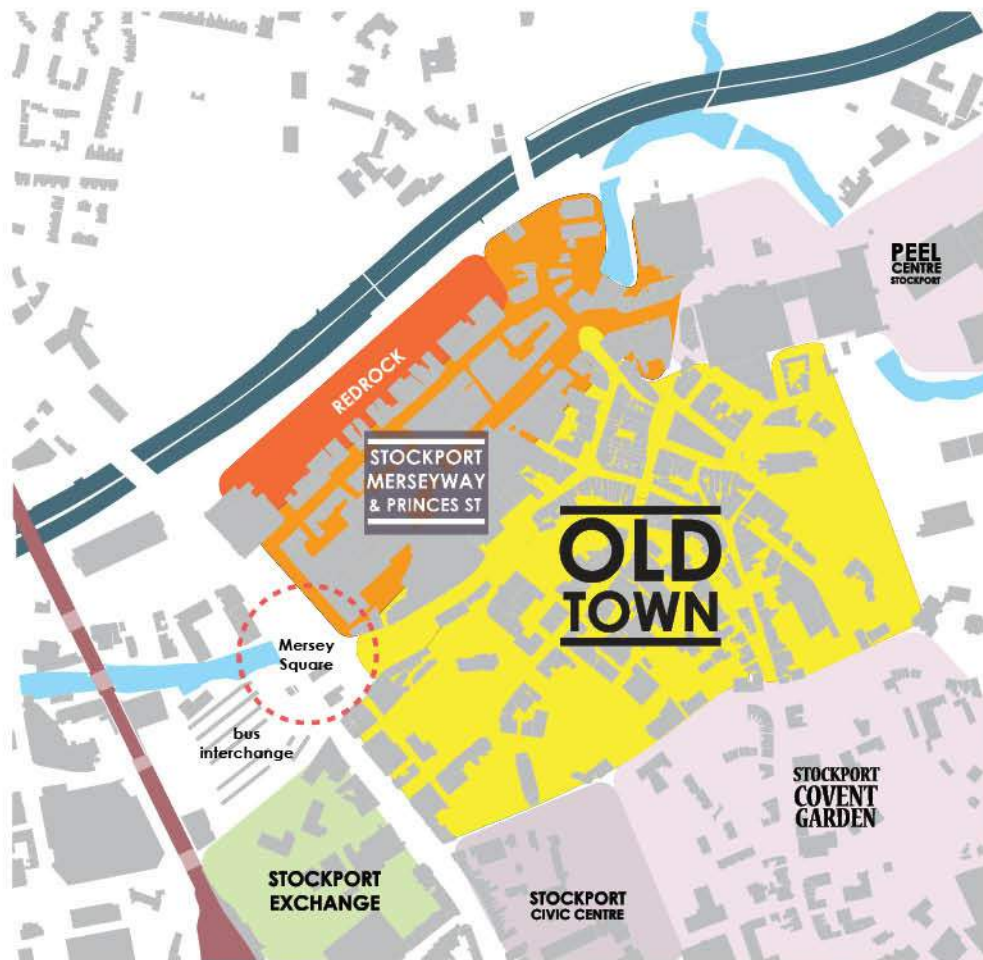 PEEL
CENTRE
STOCKPORT
REDROCK
STOCKPORT
MERSEYWAY
& PRINCES ST
OLD
TOWN
Mersey
Square
bus
interchange
STOCKPORT
COVENT
GARDEN
STOCKPORT
EXCHANGE
STOCKPORT
CIVIC CENTRE